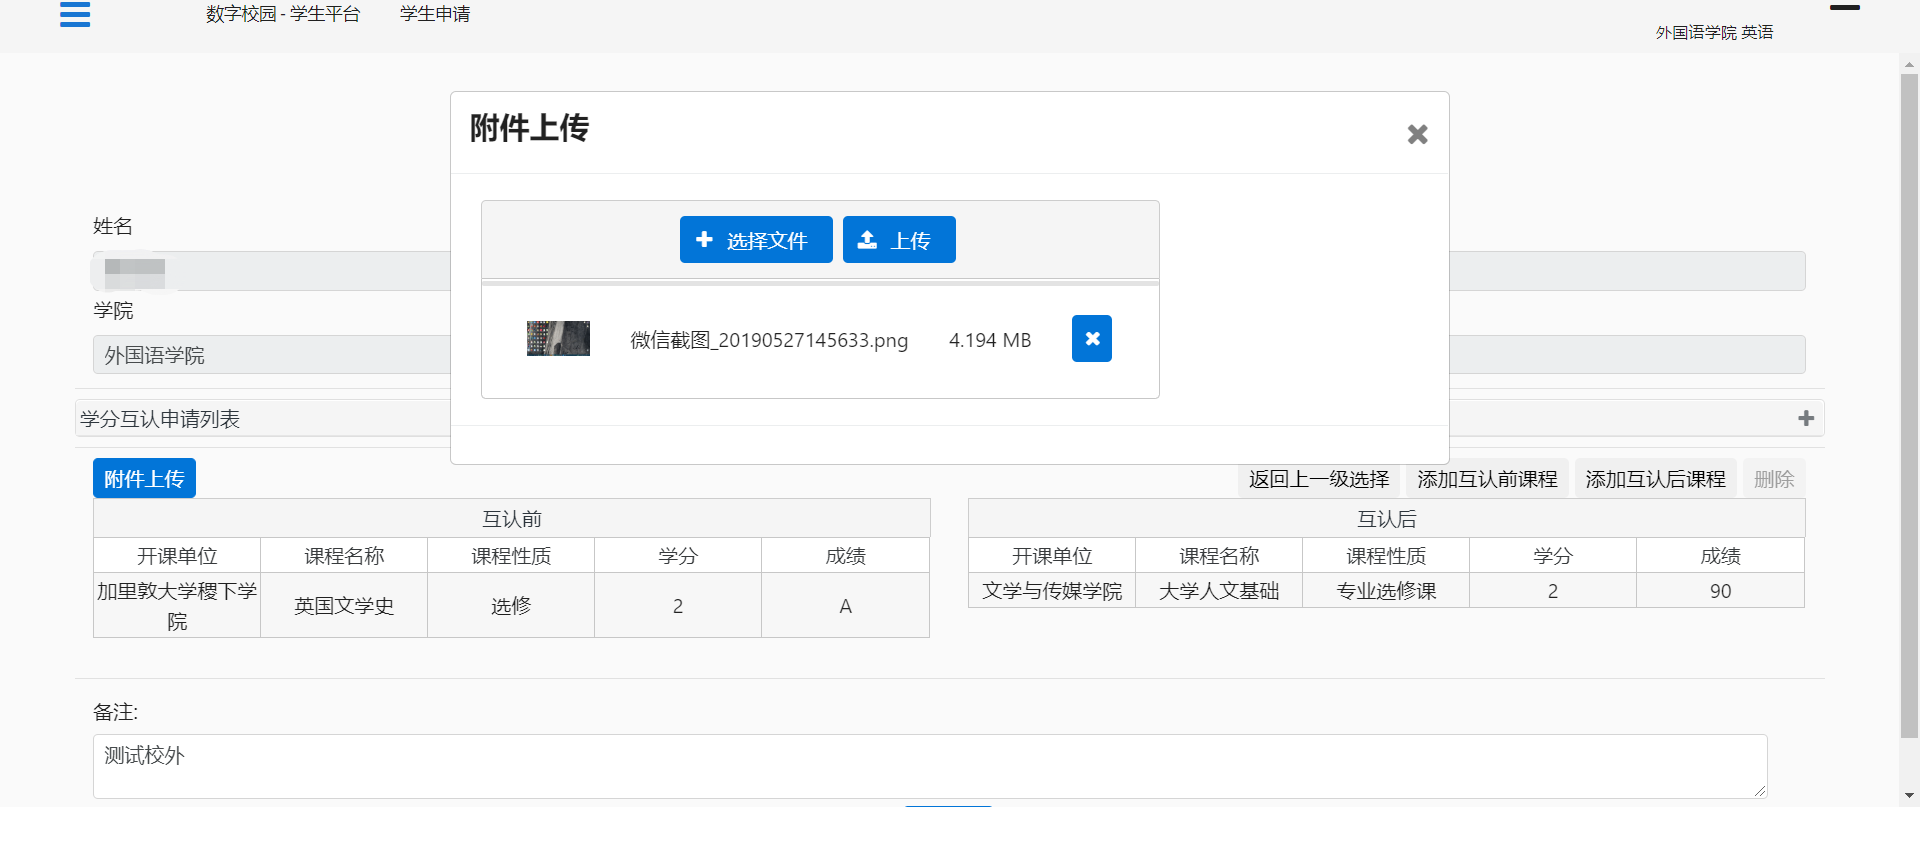 数字校园 - 学生平台 学生申请
外国语学院 英语
附件上传
选择文件 上传
微信截图_20190527145633.png 4.194 MB
姓名
学院
外国语学院
学分互认申请列表
附件上传 返回上一级选择 添加互认前课程 添加互认后课程 删除
互认前
开课单位 课程名称 课程性质 学分 成绩
加里敦大学稷下学院 英国文学史 选修 2 A
互认后
开课单位 课程名称 课程性质 学分 成绩
文学与传媒学院 大学人文基础 专业选修课 2 90
备注:
测试校外